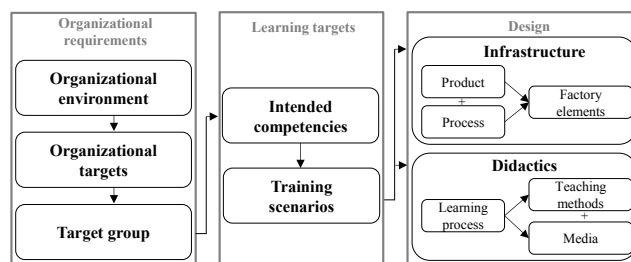 Organizational
requirements
Organizational
environment
Organizational
targets
Target group
Learning targets
Intended
competencies
Training
scenarios
Design
Infrastructure
Product
+
Process
Factory
elements
Didactics
Learning
process
Teaching
methods
+
Media